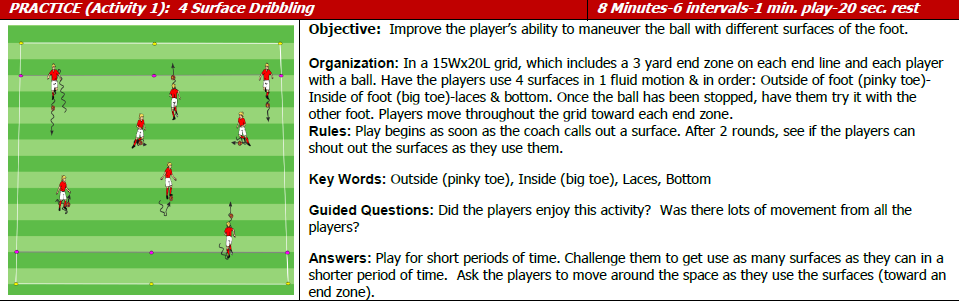 PRACTICE (Activity 1):  4 Surface Dribbling
8 Minutes-6 intervals-1 min. play-20 sec. rest
Objective:  Improve the player's ability to maneuver the ball with different surfaces of the foot.
Organization: In a 15Wx20L grid, which includes a 3 yard end zone on each end line and each player
with a ball. Have the players use 4 surfaces in 1 fluid motion & in order: Outside of foot (pinky toe)-
Inside of foot (big toe)-laces & bottom. Once the ball has been stopped, have them try it with the
other foot. Players move throughout the grid toward each end zone.
Rules: Play begins as soon as the coach calls out a surface. After 2 rounds, see if the players can
shout out the surfaces as they use them.
Key Words: Outside (pinky toe), Inside (big toe), Laces, Bottom
Guided Questions: Did the players enjoy this activity?  Was there lots of movement from all the
players?
Answers: Play for short periods of time. Challenge them to get use as many surfaces as they can in a
shorter period of time.  Ask the players to move around the space as they use the surfaces (toward an
end zone).